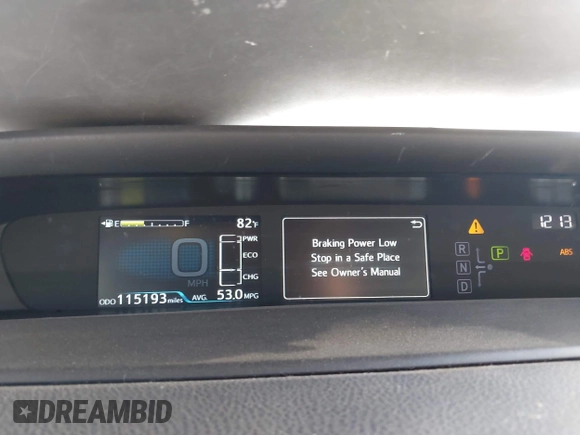 E F 82°F
PWR
ECO
CHG
0
MPH
ODO 115193 miles AVG. 53.0 MPG
Braking Power Low
Stop in a Safe Place
See Owner's Manual
12:13
R
N
D
P
ABS
DREAMBID